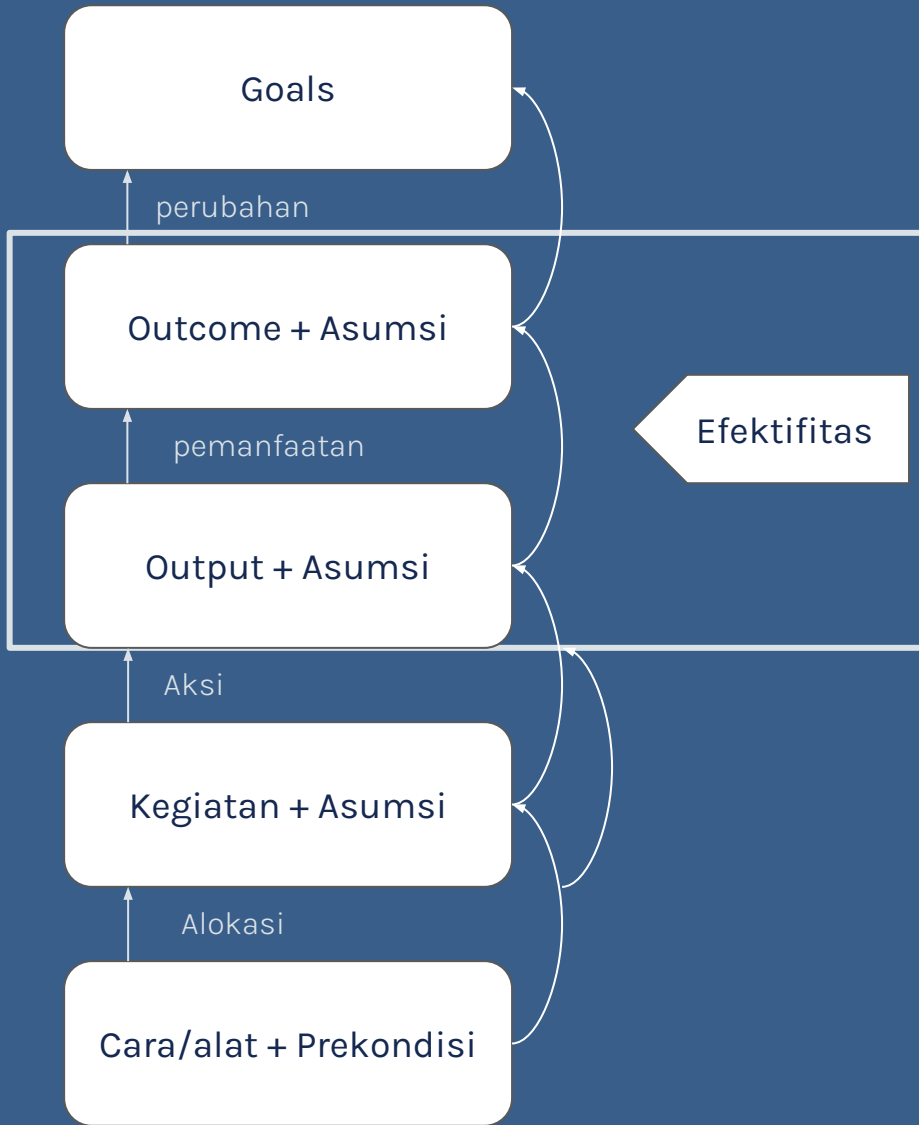 Goals
perubahan
Outcome + Asumsi
pemanfaatan
Efektifitas
Output + Asumsi
Aksi
Kegiatan + Asumsi
Alokasi
Cara/alat + Prekondisi